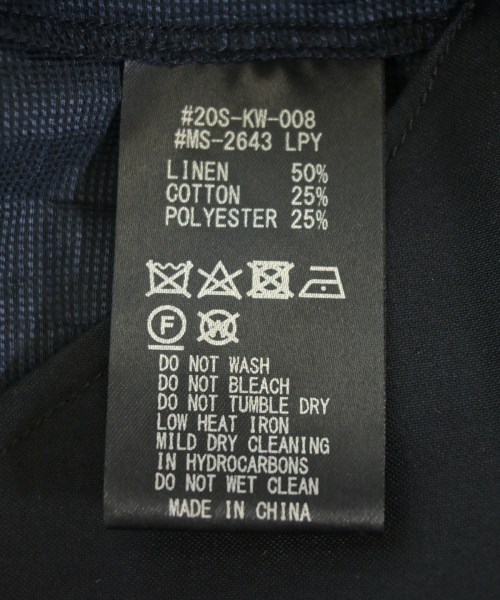 #20S-KW-008
#MS-2643 LPY
LINEN 50%
COTTON 25%
POLYESTER 25%
F W
DO NOT WASH
DO NOT BLEACH
DO NOT TUMBLE DRY
LOW HEAT IRON
MILD DRY CLEANING
IN HYDROCARBONS
DO NOT WET CLEAN
MADE IN CHINA